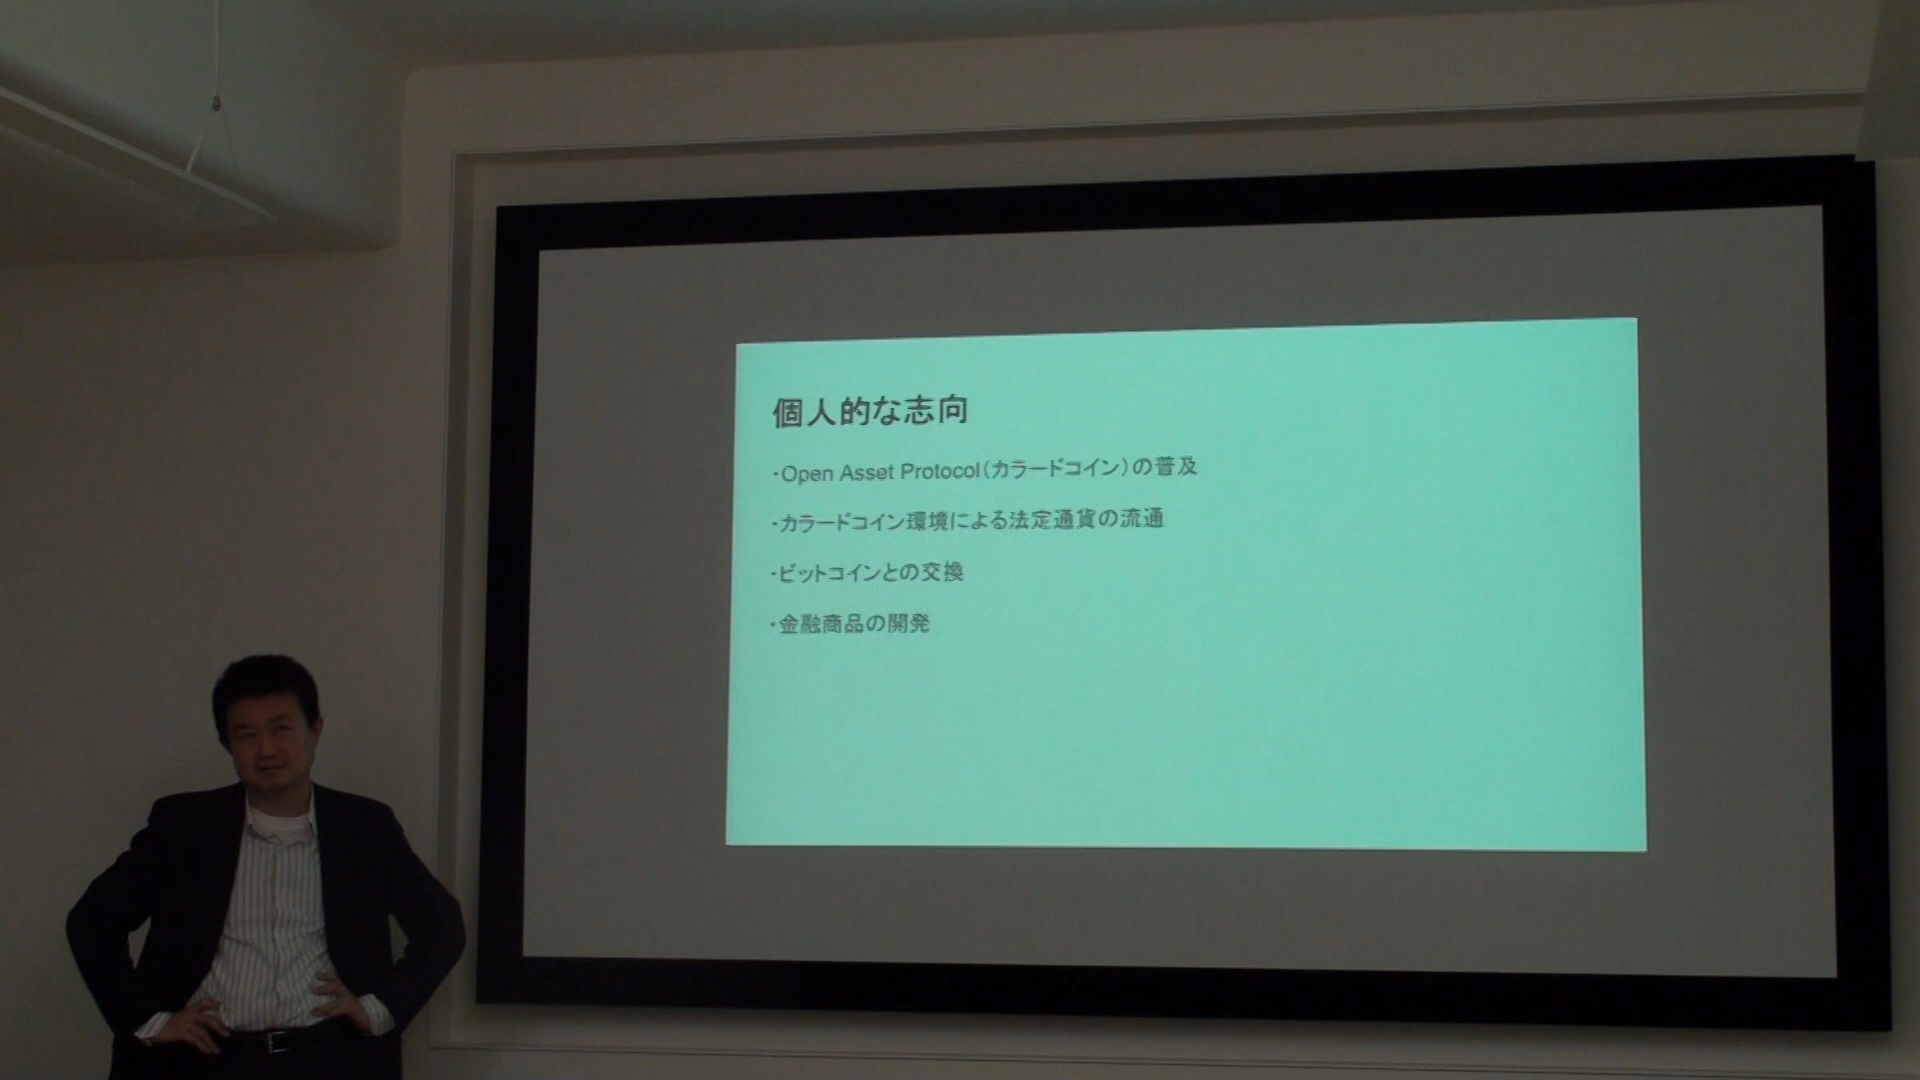 個人的な志向
・Open Asset Protocol（カラードコイン）の普及
・カラードコイン環境による法定通貨の流通
・ビットコインとの交換
・金融商品の開発